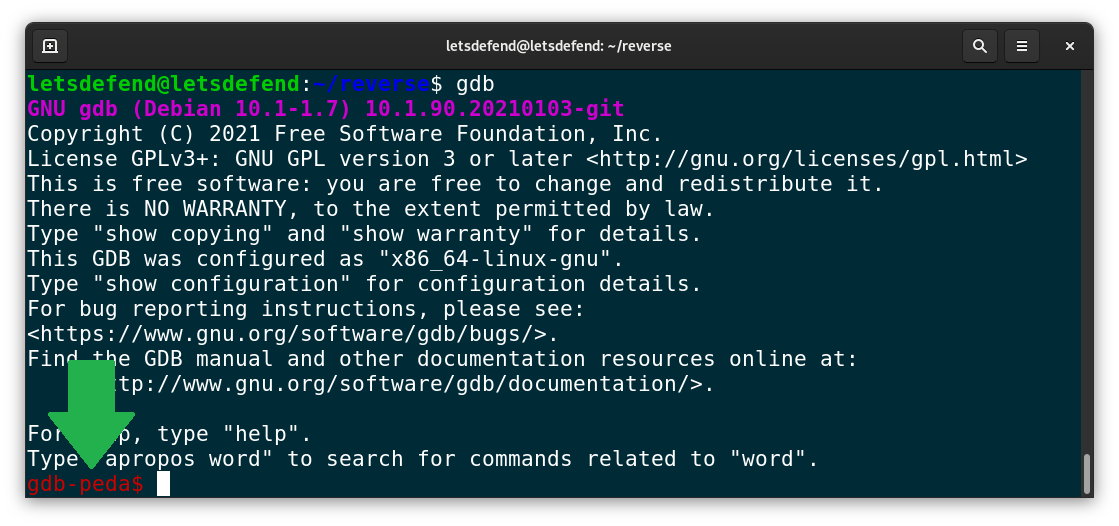 letsdefend@letsdefend: ~/reverse
letsdefend@letsdefend:~/reverse$ gdb
GNU gdb (Debian 10.1-1.7) 10.1.90.20210103-git
Copyright (C) 2021 Free Software Foundation, Inc.
License GPLv3+: GNU GPL version 3 or later <http://gnu.org/licenses/gpl.html>
This is free software: you are free to change and redistribute it.
There is NO WARRANTY, to the extent permitted by law.
Type "show copying" and "show warranty" for details.
This GDB was configured as "x86_64-linux-gnu".
Type "show configuration" for configuration details.
For bug reporting instructions, please see:
<https://www.gnu.org/software/gdb/bugs/>.
Find the GDB manual and other documentation resources online at:
ttp://www.gnu.org/software/gdb/documentation/>.
For , type "help".
Type "apropos word" to search for commands related to "word".
gdb-peda$